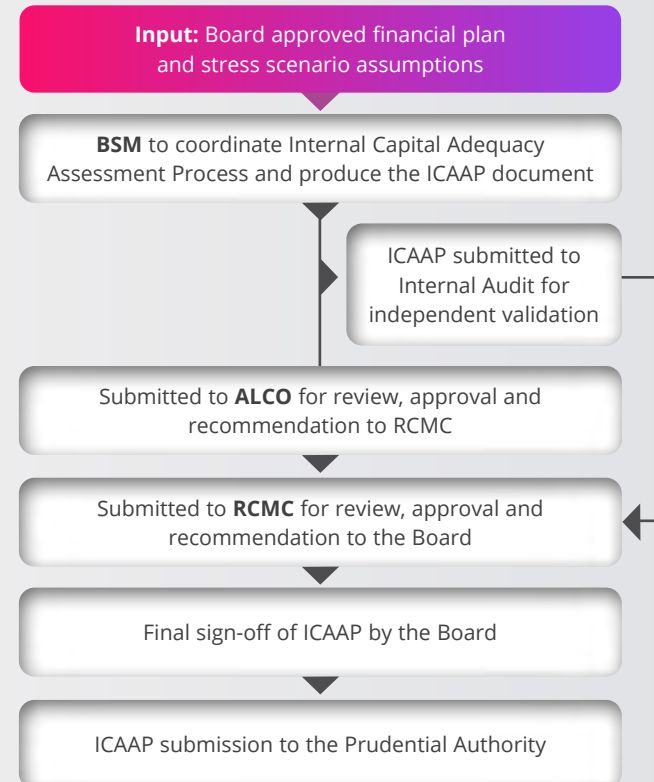 Input: Board approved financial plan
and stress scenario assumptions
BSM to coordinate Internal Capital Adequacy
Assessment Process and produce the ICAAP document
ICAAP submitted to
Internal Audit for
independent validation
Submitted to ALCO for review, approval and
recommendation to RCMC
Submitted to RCMC for review, approval and
recommendation to the Board
Final sign-off of ICAAP by the Board
ICAAP submission to the Prudential Authority